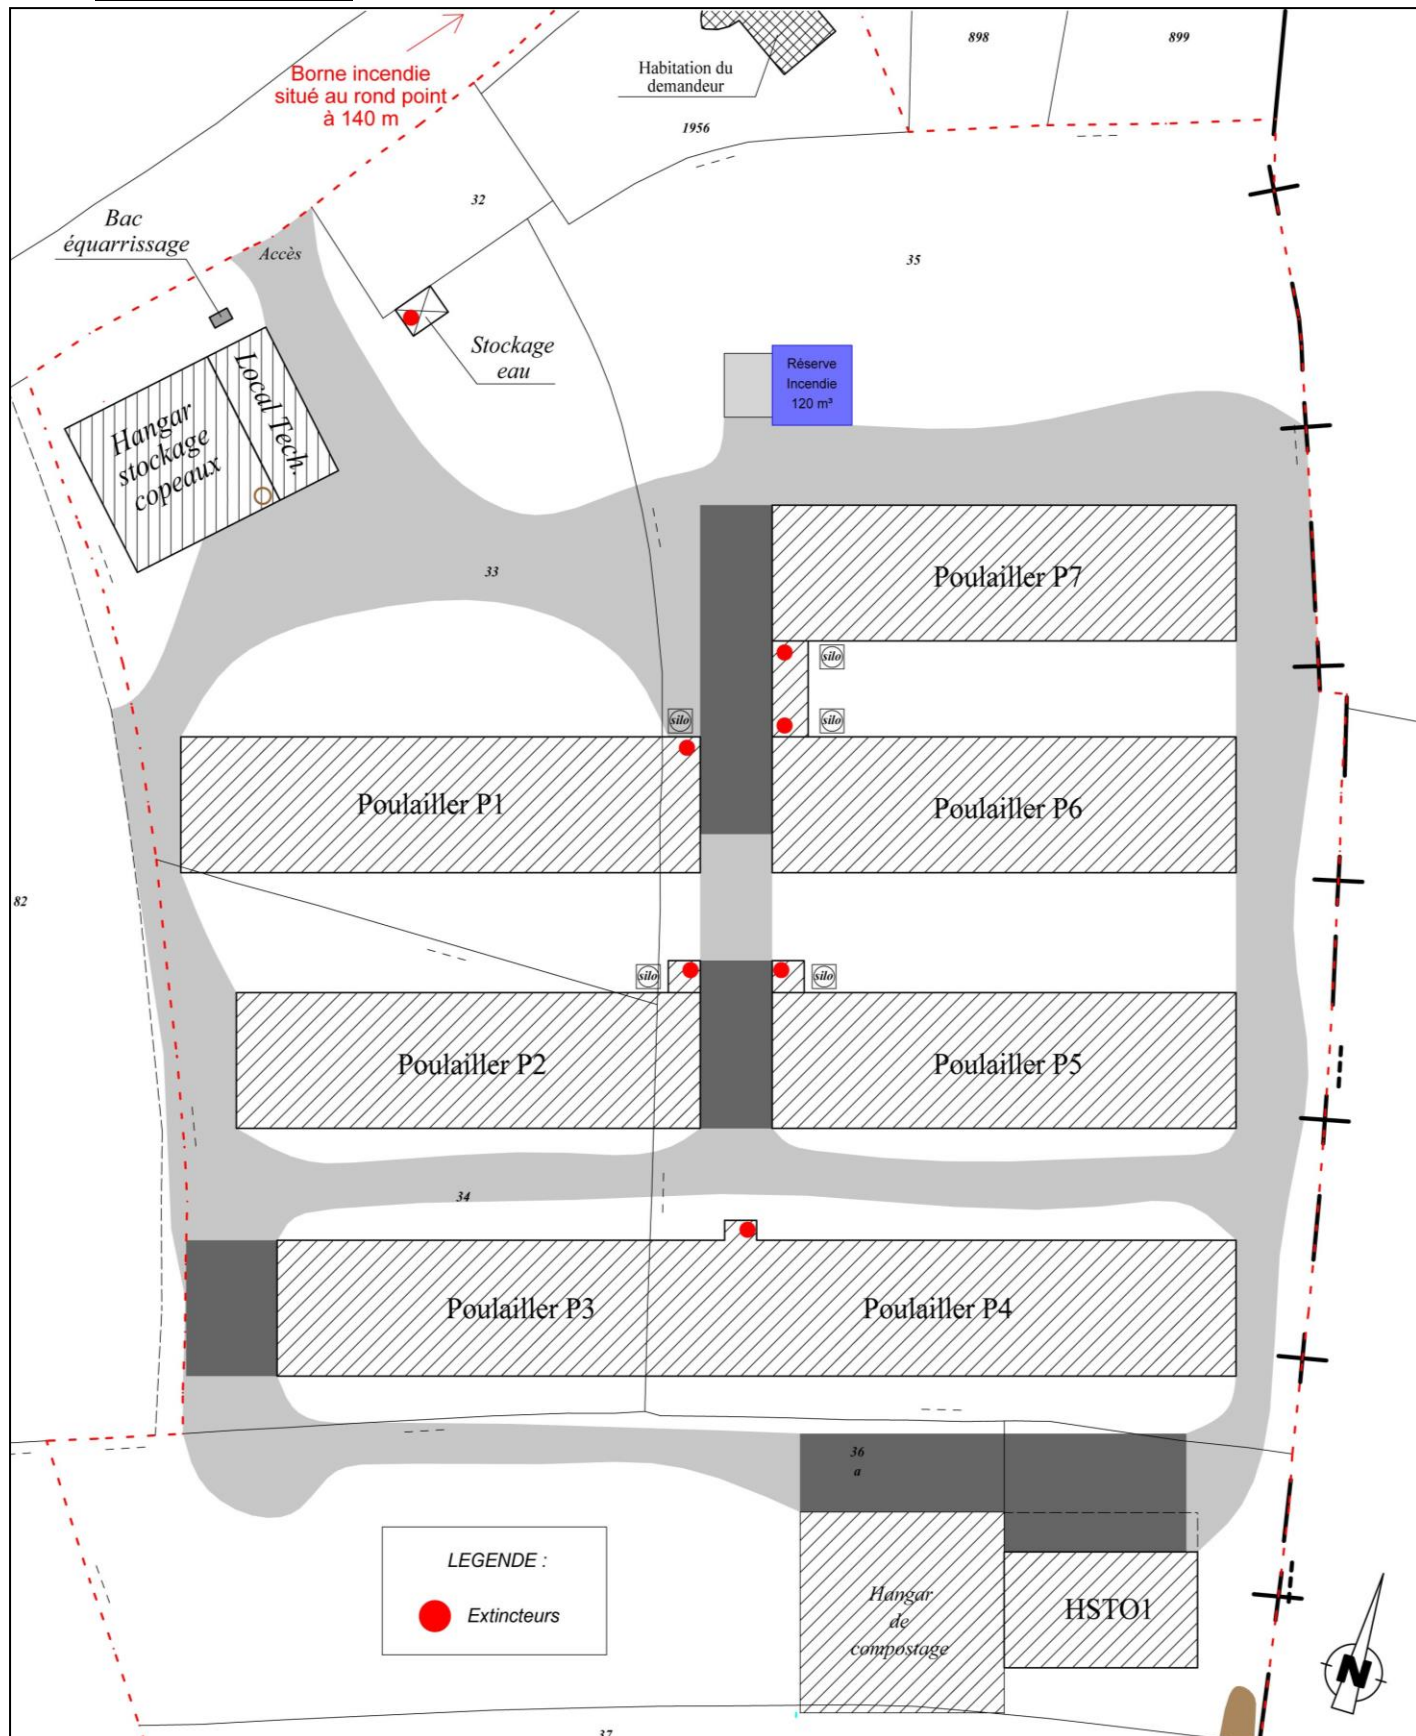 898
899
Borne incendie
situé au rond point
à 140 m
Habitation du
demandeur
1956
32
Bac
équarrissage
Accès
35
Stockage
eau
Réserve
Incendie
120 m³
Local Tech.
Hangar
stockage
copeaux
33
Poulailler P7
silo
silo
silo
Poulailler P1
Poulailler P6
82
silo
silo
Poulailler P2
Poulailler P5
34
Poulailler P3
Poulailler P4
36
a
LEGENDE :
Extincteurs
Hangar
de
compostage
HSTO1
N
37